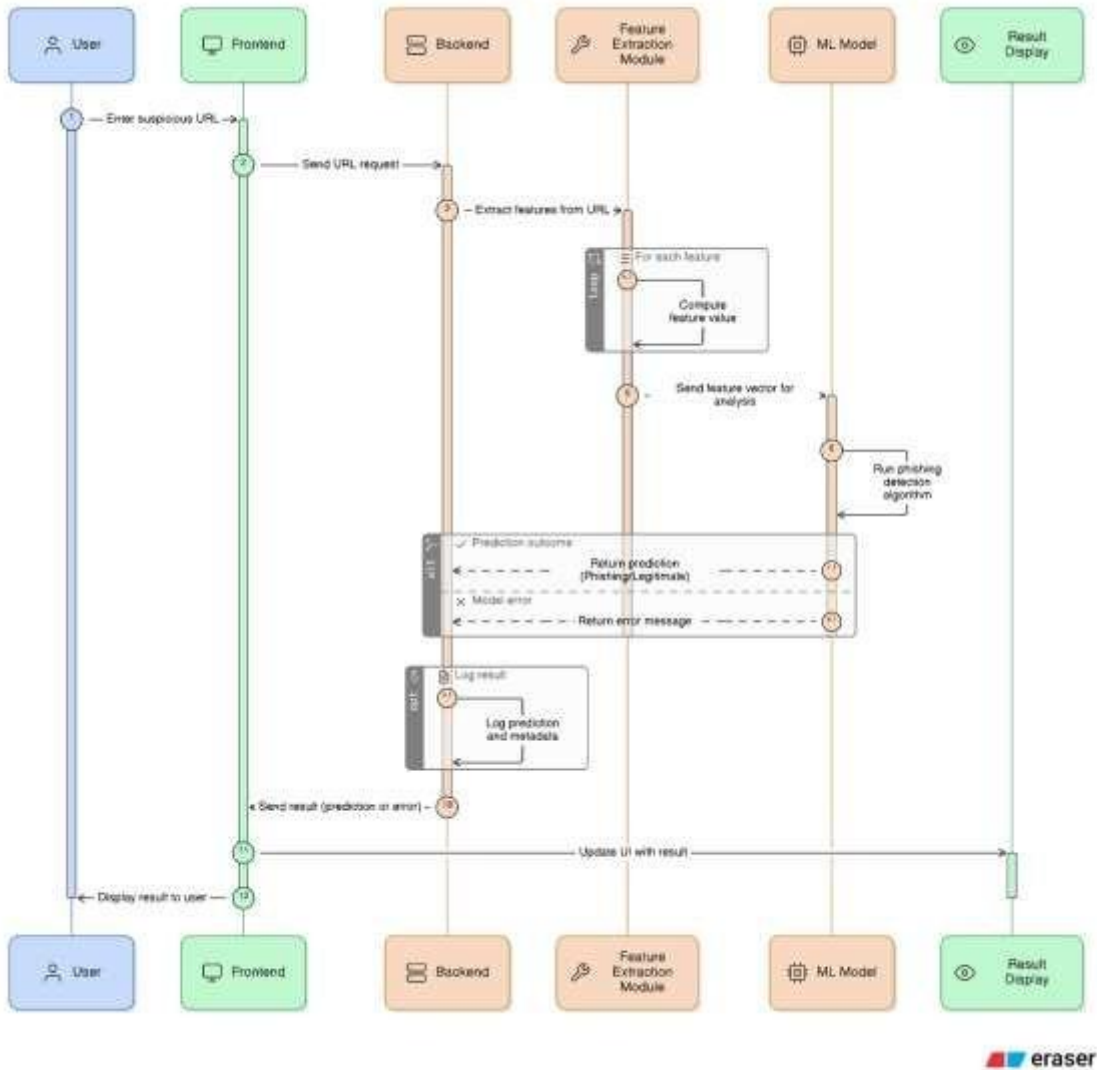 User
Frontend
Backend
Feature
Extraction
Module
ML Model
Result
Display
1
Enter suspicious URL
2
Send URL request
3
Extract features from URL
loop
For each feature
Compute
feature value
5
Send feature vector for
analysis
6
Run phishing
detection
algorithm
alt
Prediction outcome
Return prediction
(Phishing/Legitimate)
Model error
Return error message
opt
Log result
Log prediction
and metadata
Send result (prediction or error)
10
11
Update UI with result
Display result to user
12
User
Frontend
Backend
Feature
Extraction
Module
ML Model
Result
Display
eraser